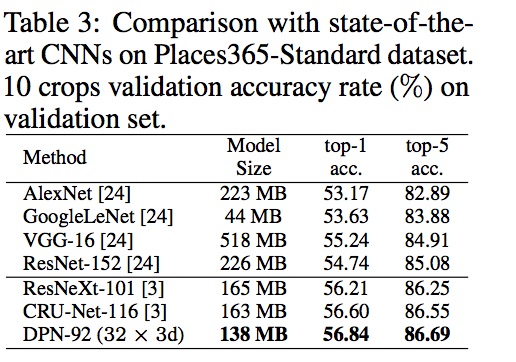 Table 3: Comparison with state-of-the-
art CNNs on Places365-Standard dataset.
10 crops validation accuracy rate (%) on
validation set.
Method Model Size top-1 acc. top-5 acc.
AlexNet [24] 223 MB 53.17 82.89
GoogleLeNet [24] 44 MB 53.63 83.88
VGG-16 [24] 518 MB 55.24 84.91
ResNet-152 [24] 226 MB 54.74 85.08
ResNeXt-101 [3] 165 MB 56.21 86.25
CRU-Net-116 [3] 163 MB 56.60 86.55
DPN-92 (32 × 3d) 138 MB 56.84 86.69